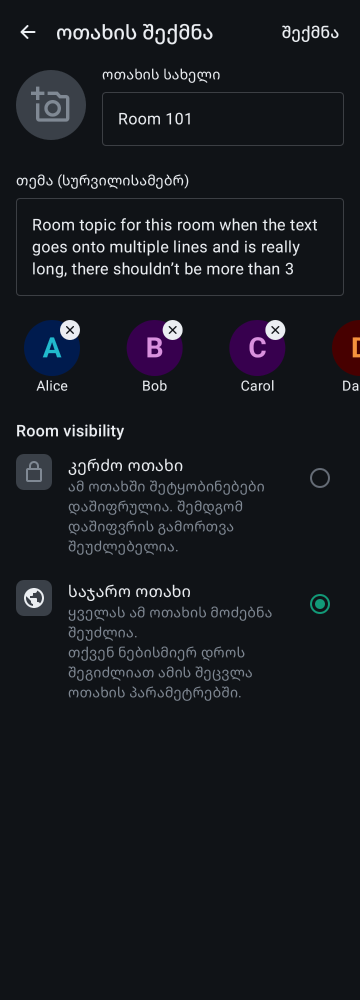 ოთახის შექმნა
შექმნა
ოთახის სახელი
Room 101
თემა (სურვილისამებრ)
Room topic for this room when the text
goes onto multiple lines and is really
long, there shouldn’t be more than 3
A
B
C
Alice
Bob
Carol
Room visibility
კერძო ოთახი
ამ ოთახში შეტყობინებები
დაშიფრულია. შემდგომ
დაშიფვრის გამორთვა
შეუძლებელია.
საჯარო ოთახი
ყველას ამ ოთახის მოძებნა
შეუძლია.
თქვენ ნებისმიერ დროს
შეგიძლიათ ამის შეცვლა
ოთახის პარამეტრებში.